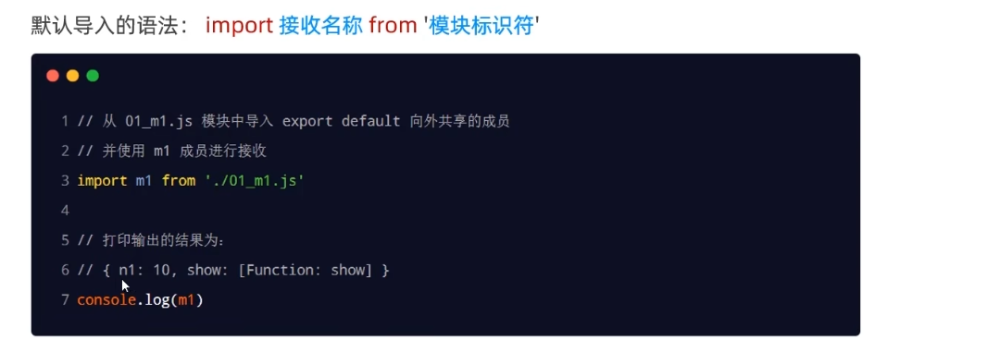 默认导入的语法： import 接收名称 from '模块标识符'
1 // 从 01_m1.js 模块中导入 export default 向外共享的成员
2 // 并使用 m1 成员进行接收
3 import m1 from './01_m1.js'
4
5 // 打印输出的结果为：
6 // { n1: 10, show: [Function: show] }
7 console.log(m1)